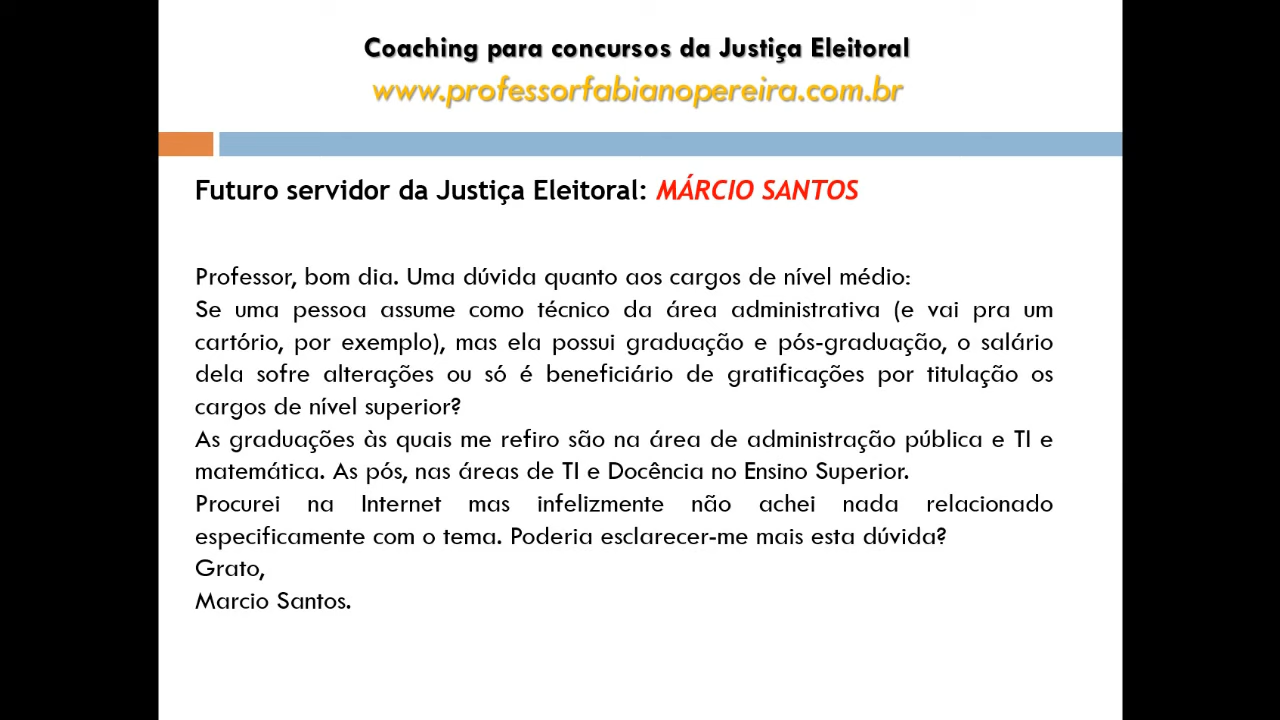 Coaching para concursos da Justiça Eleitoral
www.professorfabianopereira.com.br
Futuro servidor da Justiça Eleitoral: MÁRCIO SANTOS
Professor, bom dia. Uma dúvida quanto aos cargos de nível médio:
Se uma pessoa assume como técnico da área administrativa (e vai pra um
cartório, por exemplo), mas ela possui graduação e pós-graduação, o salário
dela sofre alterações ou só é beneficiário de gratificações por titulação os
cargos de nível superior?
As graduações às quais me refiro são na área de administração pública e TI e
matemática. As pós, nas áreas de TI e Docência no Ensino Superior.
Procurei na Internet mas infelizmente não achei nada relacionado
especificamente com o tema. Poderia esclarecer-me mais esta dúvida?
Grato,
Marcio Santos.